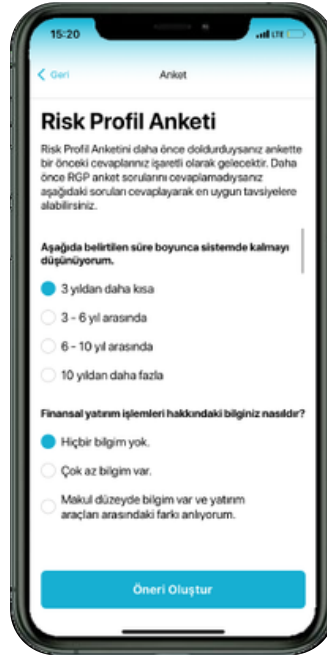 15:20
LTE
Geri
Anket
Risk Profil Anketi
Risk Profil Anketini daha önce doldurduysanız ankette
bir önceki cevaplarınız işaretli olarak gelecektir. Daha
önce RGP anket sorularını cevaplamadıysanız
aşağıdaki soruları cevaplayarak en uygun tavsiyelere
alabilirsiniz.
Aşağıda belirtilen süre boyunca sistemde kalmayı
düşünüyorum.
3 yıldan daha kısa
3 - 6 yıl arasında
6 - 10 yıl arasında
10 yıldan daha fazla
Finansal yatırım işlemleri hakkındaki bilginiz nasıldır?
Hiçbir bilgim yok.
Çok az bilgim var.
Makul düzeyde bilgim var ve yatırım
araçları arasındaki farkı anlıyorum.
Öneri Oluştur